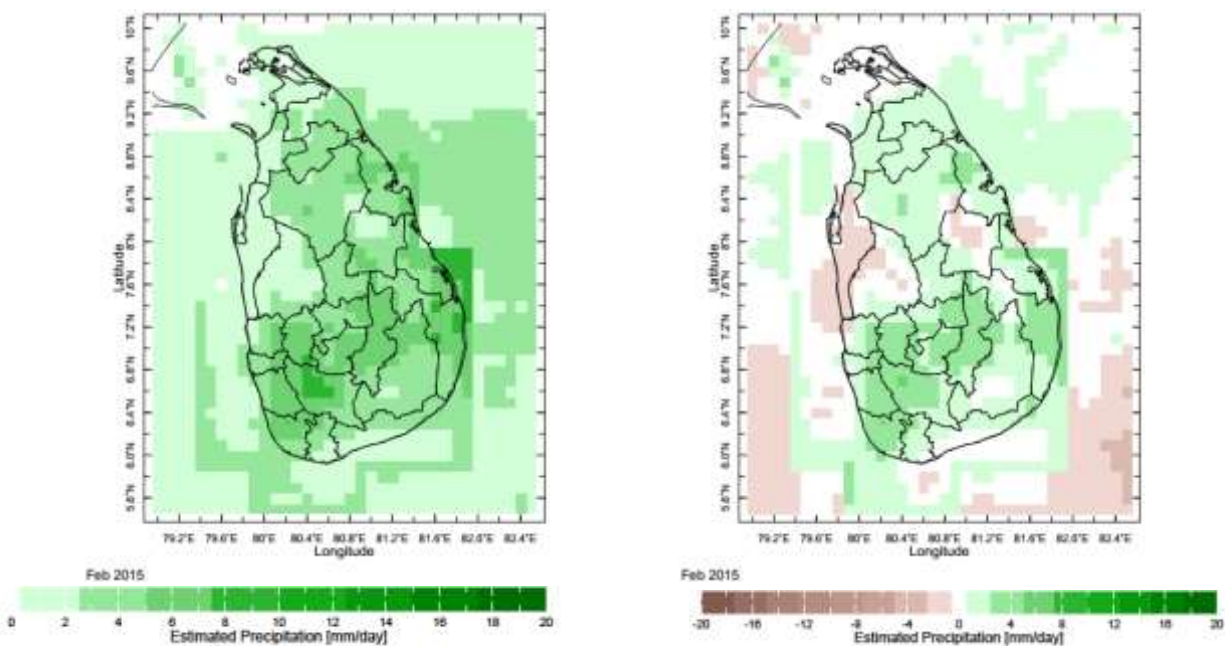 10°N
9.6°N
9.2°N
8.8°N
8.4°N
8°N
7.6°N
7.2°N
6.8°N
6.4°N
6.0°N
5.6°N
Latitude
79.2°E 79.6°E 80°E 80.4°E 80.8°E 81.2°E 81.6°E 82.0°E 82.4°E
Longitude
Feb 2015
0 2 4 6 8 10 12 14 16 18 20
Estimated Precipitation [mm/day]
10°N
9.6°N
9.2°N
8.8°N
8.4°N
8°N
7.6°N
7.2°N
6.8°N
6.4°N
6.0°N
5.6°N
Latitude
79.2°E 79.6°E 80°E 80.4°E 80.8°E 81.2°E 81.6°E 82.0°E 82.4°E
Longitude
Feb 2015
-20 -16 -12 -8 -4 0 4 8 12 16 20
Estimated Precipitation [mm/day]